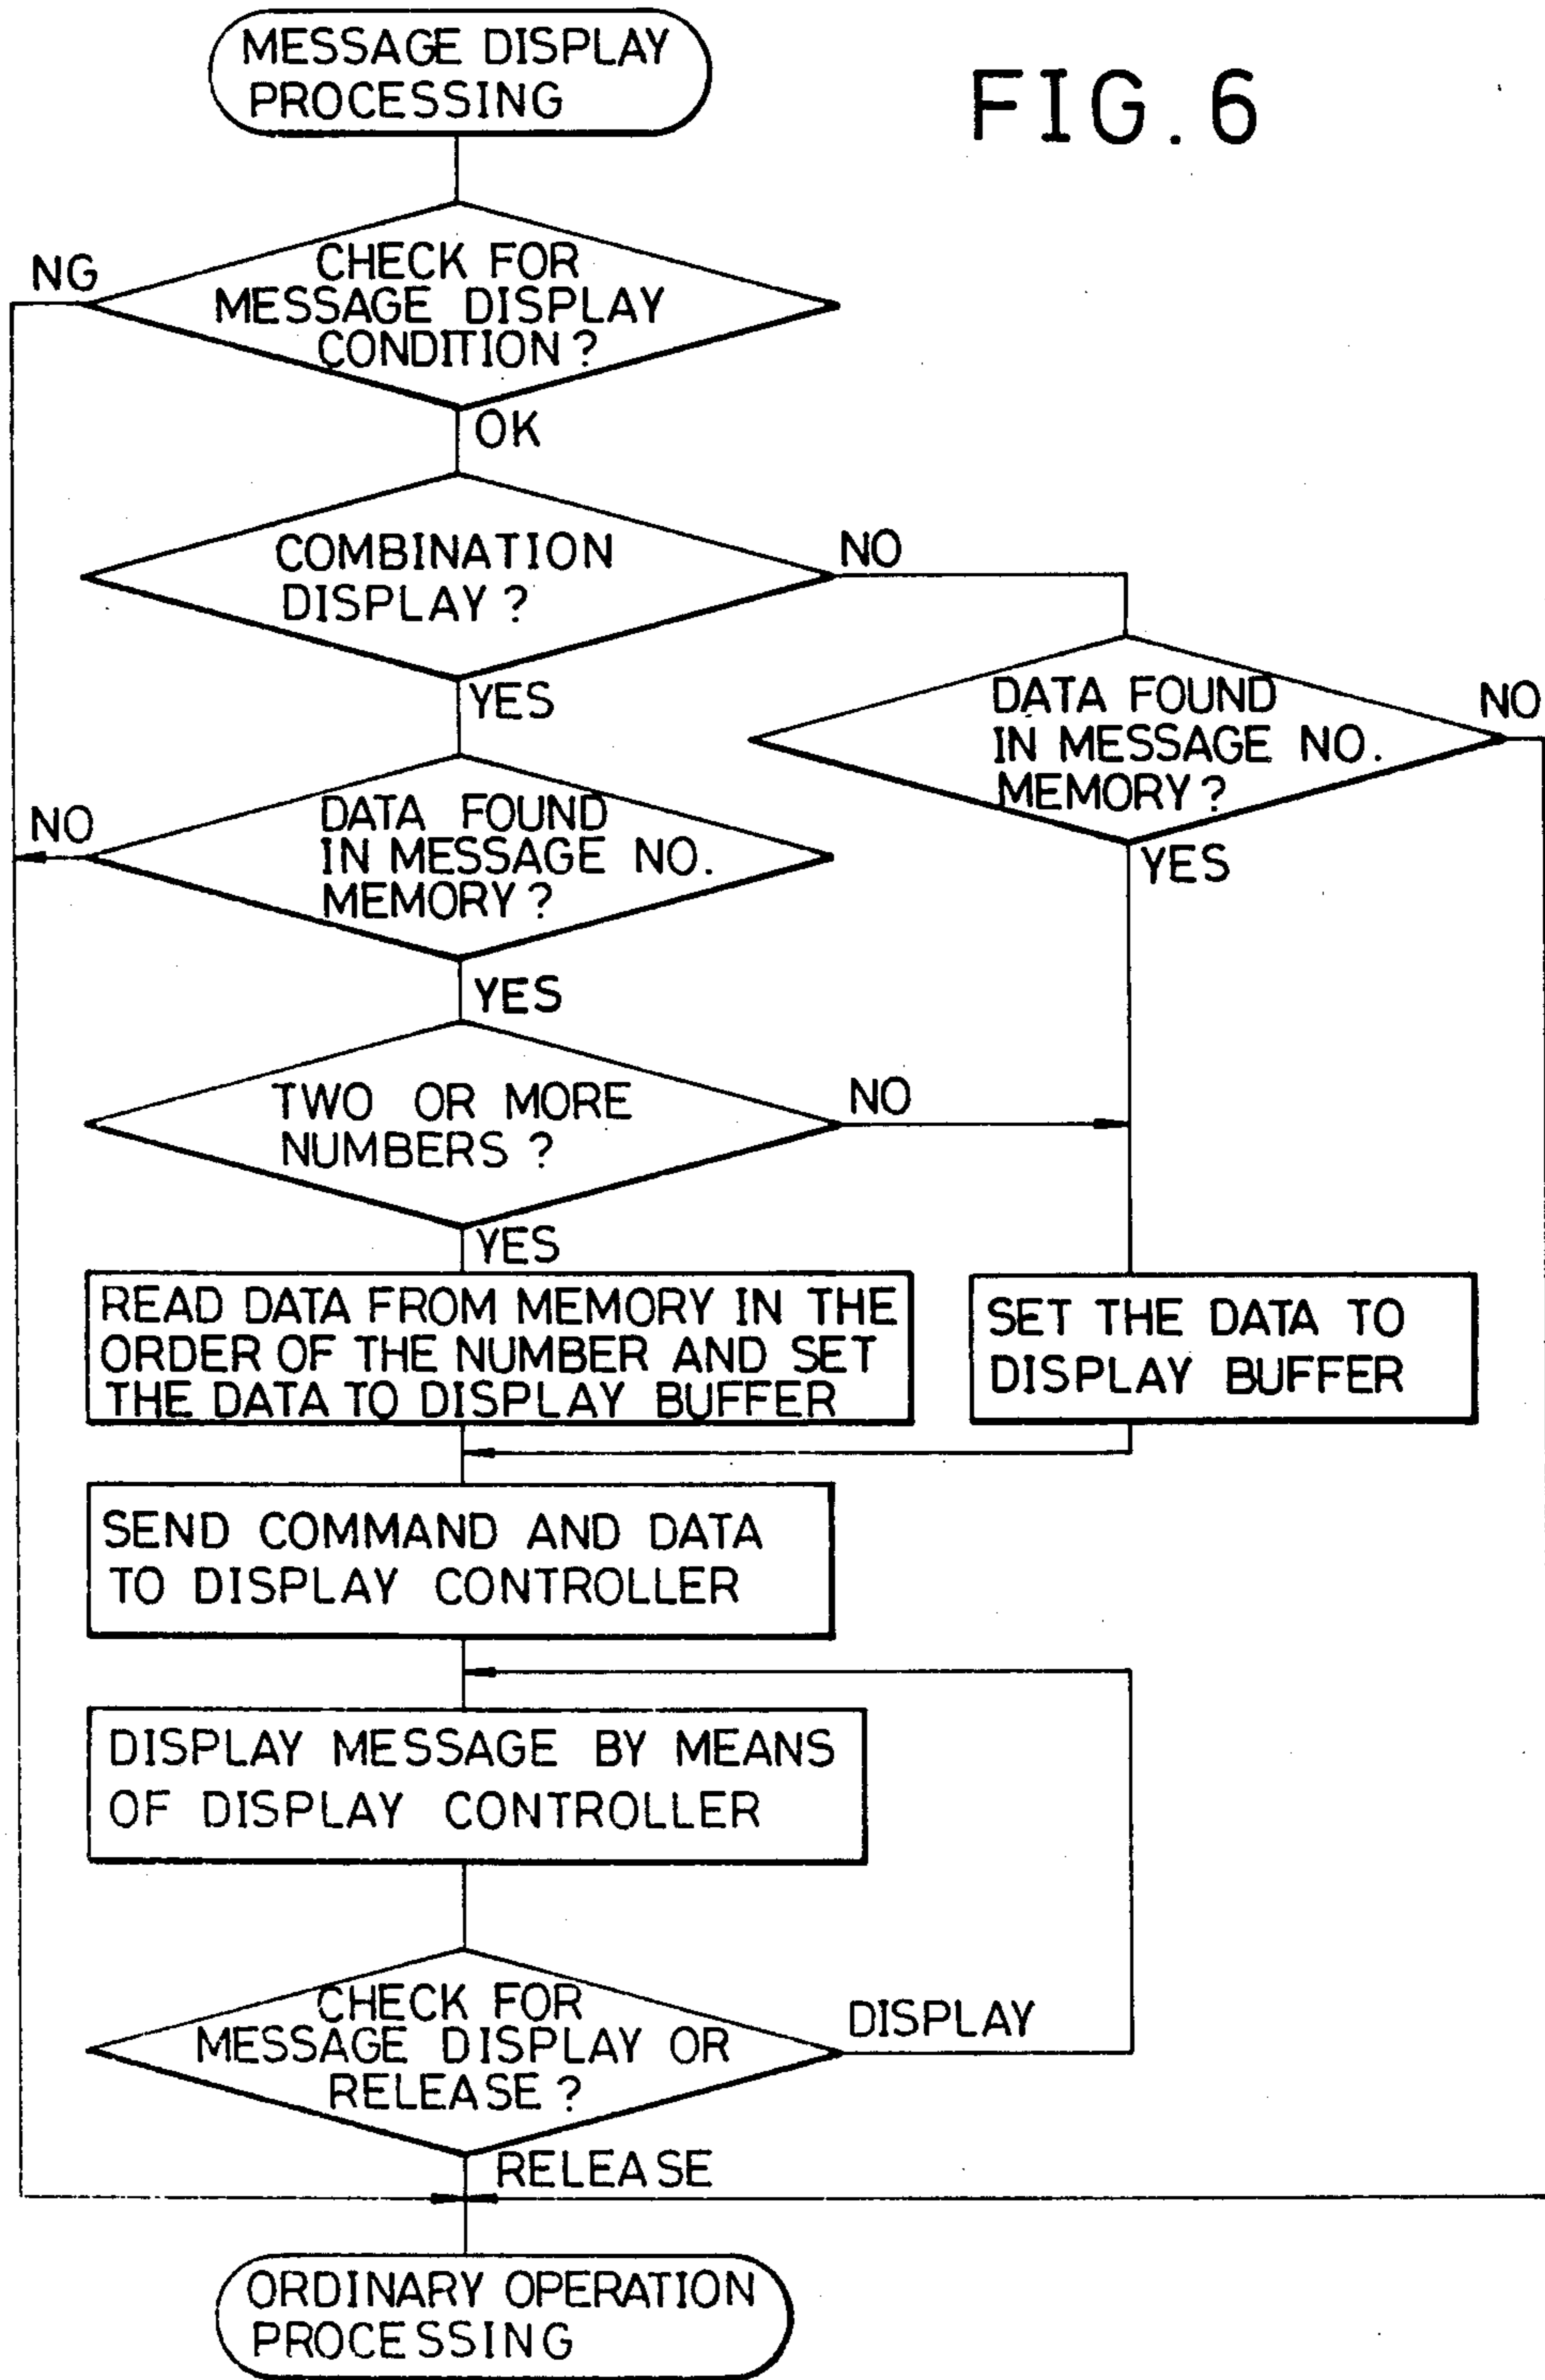 MESSAGE DISPLAY
PROCESSING
FIG. 6
CHECK FOR
MESSAGE DISPLAY
CONDITION?
NG
OK
COMBINATION
DISPLAY?
NO
YES
DATA FOUND
IN MESSAGE NO.
MEMORY?
NO
YES
DATA FOUND
IN MESSAGE NO.
MEMORY?
NO
YES
TWO OR MORE
NUMBERS?
NO
YES
READ DATA FROM MEMORY IN THE
ORDER OF THE NUMBER AND SET
THE DATA TO DISPLAY BUFFER
SET THE DATA TO
DISPLAY BUFFER
SEND COMMAND AND DATA
TO DISPLAY CONTROLLER
DISPLAY MESSAGE BY MEANS
OF DISPLAY CONTROLLER
CHECK FOR
MESSAGE DISPLAY OR
RELEASE?
DISPLAY
RELEASE
ORDINARY OPERATION
PROCESSING